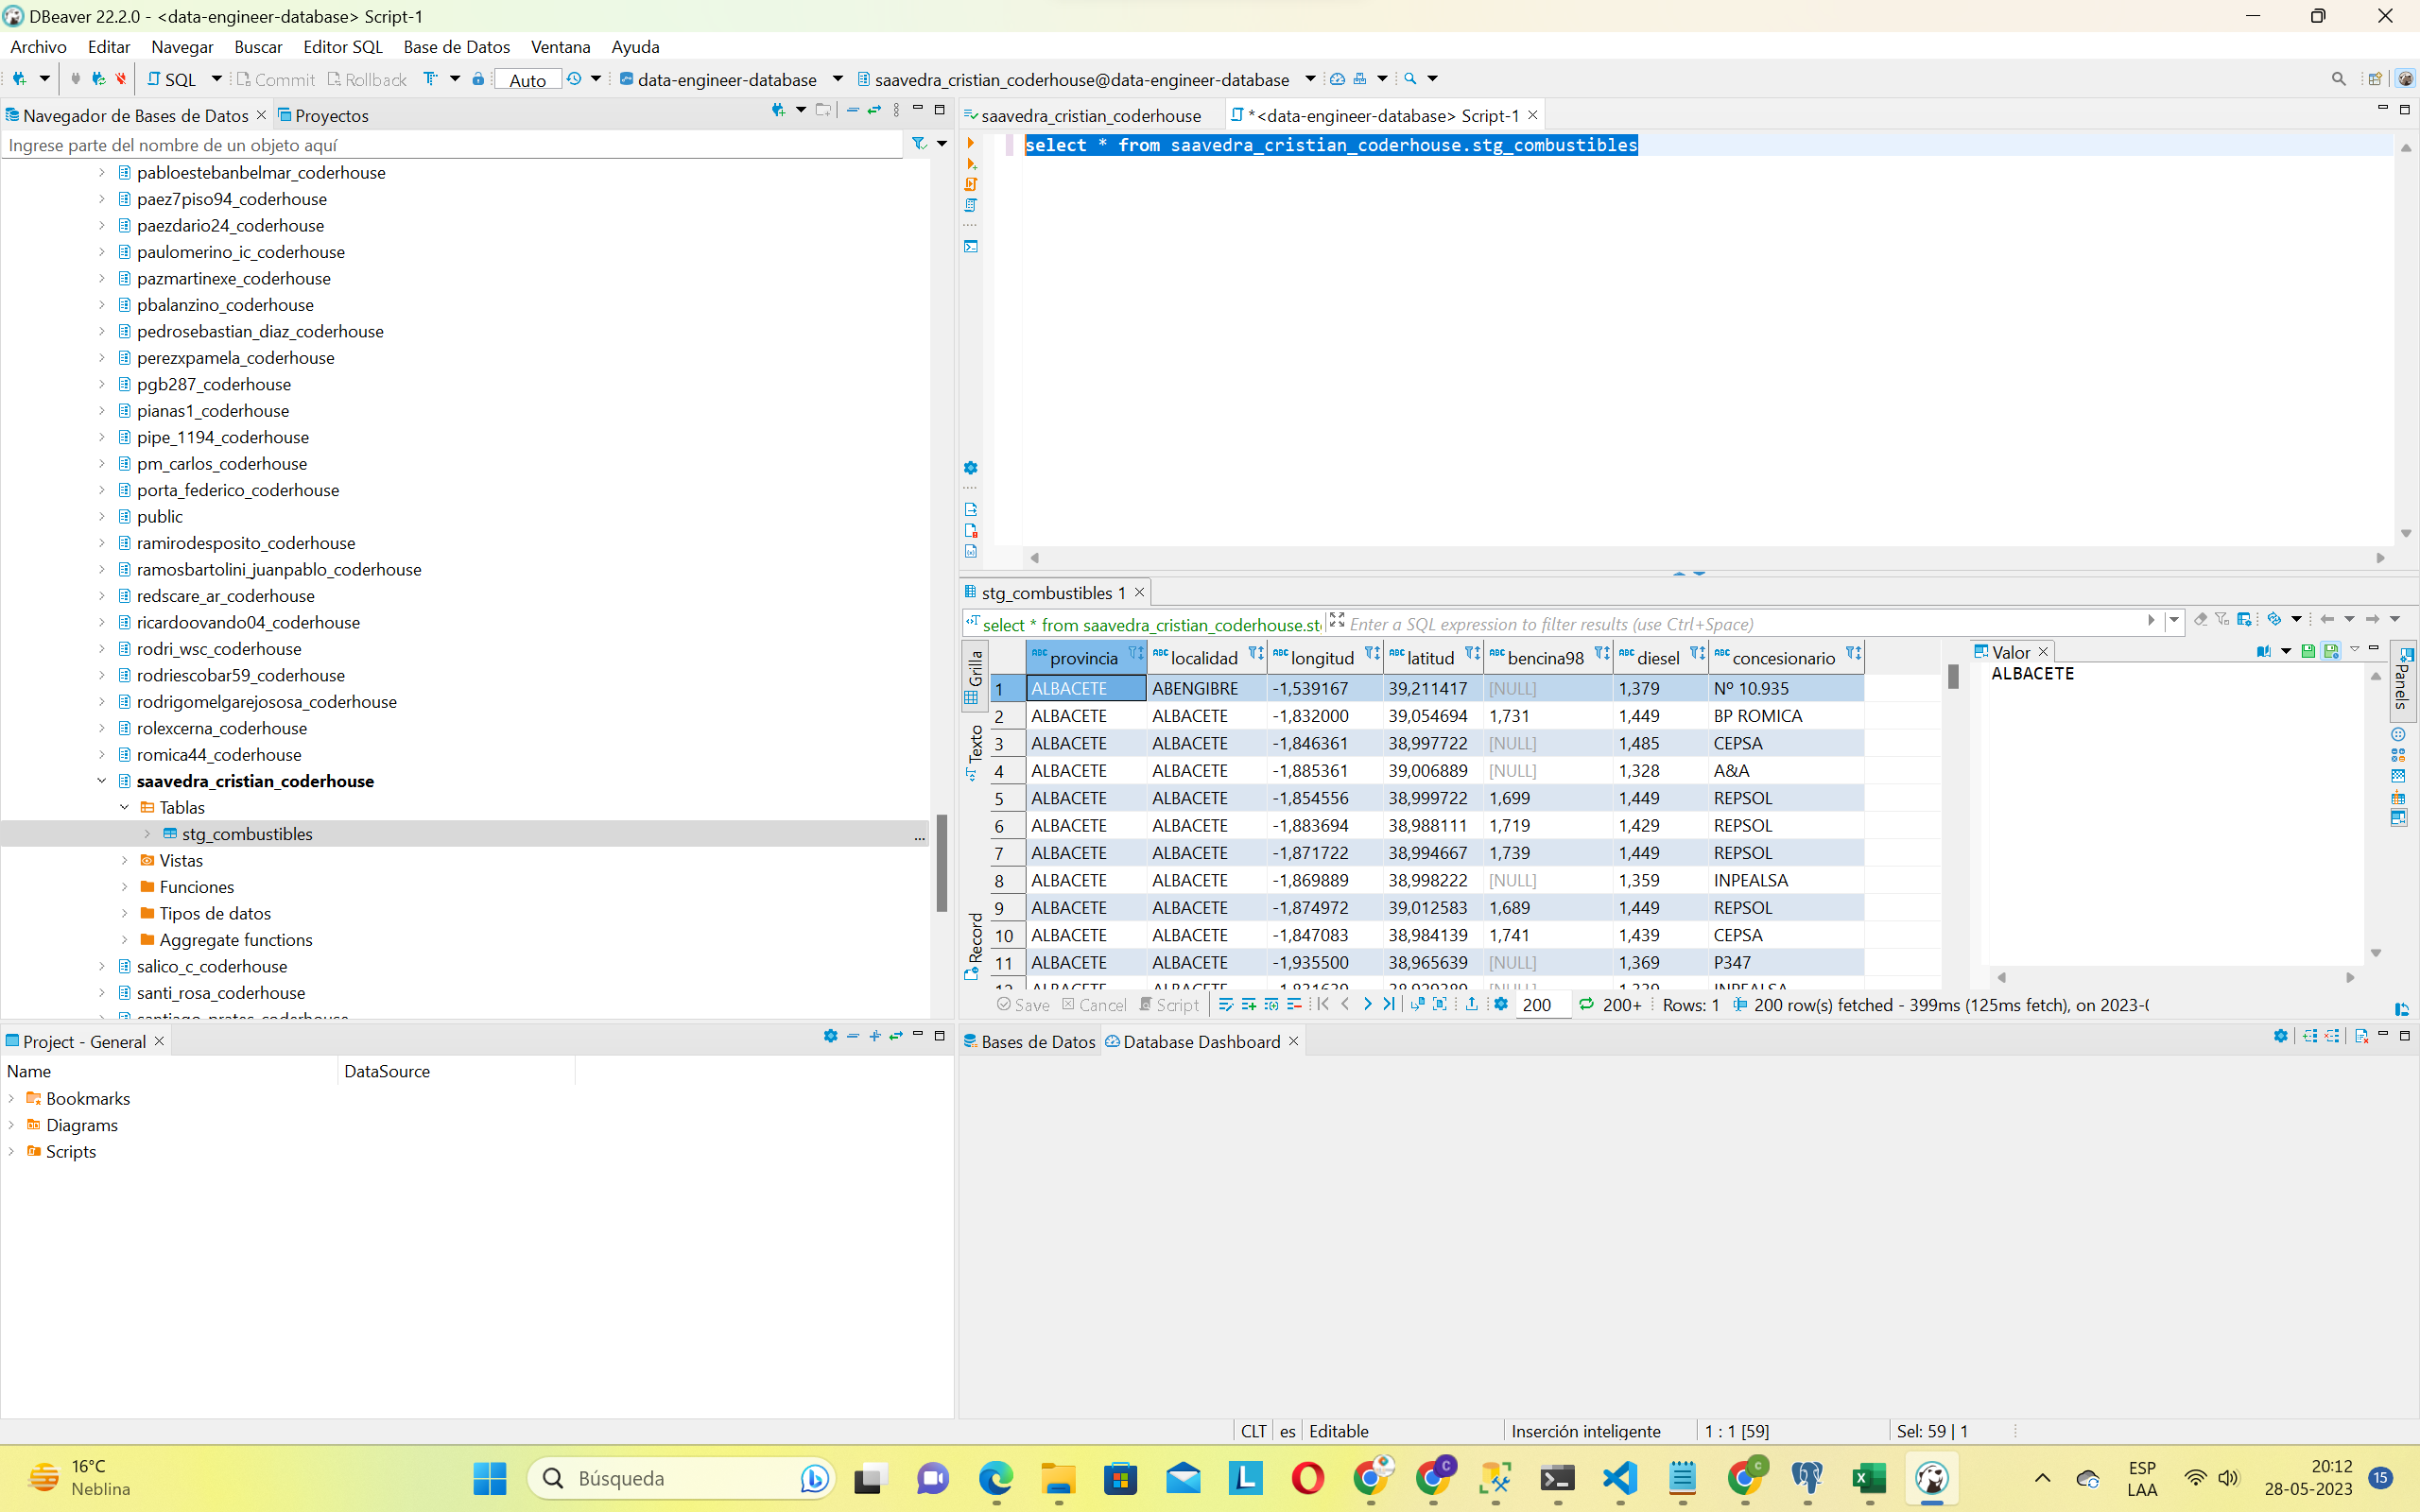 DBeaver 22.2.0 - <data-engineer-database> Script-1
Archivo Editar Navegar Buscar Editor SQL Base de Datos Ventana Ayuda
SQL Commit Rollback Auto data-engineer-database saavedra_cristian_coderhouse@data-engineer-database
Navegador de Bases de Datos Proyectos
Ingrese parte del nombre de un objeto aquí
pabloestebanbelmar_coderhouse
paez7piso94_coderhouse
paezdario24_coderhouse
paulomerino_ic_coderhouse
pazmartinexe_coderhouse
pbalanzino_coderhouse
pedrosebastian_diaz_coderhouse
perezxpamela_coderhouse
pgb287_coderhouse
pianas1_coderhouse
pipe_1194_coderhouse
pm_carlos_coderhouse
porta_federico_coderhouse
public
ramirodesposito_coderhouse
ramosbartolini_juanpablo_coderhouse
redscare_ar_coderhouse
ricardoovando04_coderhouse
rodri_wsc_coderhouse
rodriescobar59_coderhouse
rodrigomelgarejososa_coderhouse
rolexcerna_coderhouse
romica44_coderhouse
saavedra_cristian_coderhouse
Tablas
stg_combustibles ...
Vistas
Funciones
Tipos de datos
Aggregate functions
salico_c_coderhouse
santi_rosa_coderhouse
saavedra_cristian_coderhouse *<data-engineer-database> Script-1
select * from saavedra_cristian_coderhouse.stg_combustibles
stg_combustibles 1
select * from saavedra_cristian_coderhouse.st Enter a SQL expression to filter results (use Ctrl+Space)
Grilla
Texto
Record
provincia localidad longitud latitud bencina98 diesel concesionario
1 ALBACETE ABENGIBRE -1,539167 39,211417 [NULL] 1,379 Nº 10.935
2 ALBACETE ALBACETE -1,832000 39,054694 1,731 1,449 BP ROMICA
3 ALBACETE ALBACETE -1,846361 38,997722 [NULL] 1,485 CEPSA
4 ALBACETE ALBACETE -1,885361 39,006889 [NULL] 1,328 A&A
5 ALBACETE ALBACETE -1,854556 38,999722 1,699 1,449 REPSOL
6 ALBACETE ALBACETE -1,883694 38,988111 1,719 1,429 REPSOL
7 ALBACETE ALBACETE -1,871722 38,994667 1,739 1,449 REPSOL
8 ALBACETE ALBACETE -1,869889 38,998222 [NULL] 1,359 INPEALSA
9 ALBACETE ALBACETE -1,874972 39,012583 1,689 1,449 REPSOL
10 ALBACETE ALBACETE -1,847083 38,984139 1,741 1,439 CEPSA
11 ALBACETE ALBACETE -1,935500 38,965639 [NULL] 1,369 P347
Valor
ALBACETE
Panels
Save Cancel Script 200 200+ Rows: 1 200 row(s) fetched - 399ms (125ms fetch), on 2023-
Project - General
Name DataSource
Bookmarks
Diagrams
Scripts
Bases de Datos Database Dashboard
CLT es Editable Inserción inteligente 1 : 1 [59] Sel: 59 | 1
16°C
Neblina
Búsqueda
ESP
LAA
20:12
28-05-2023
15